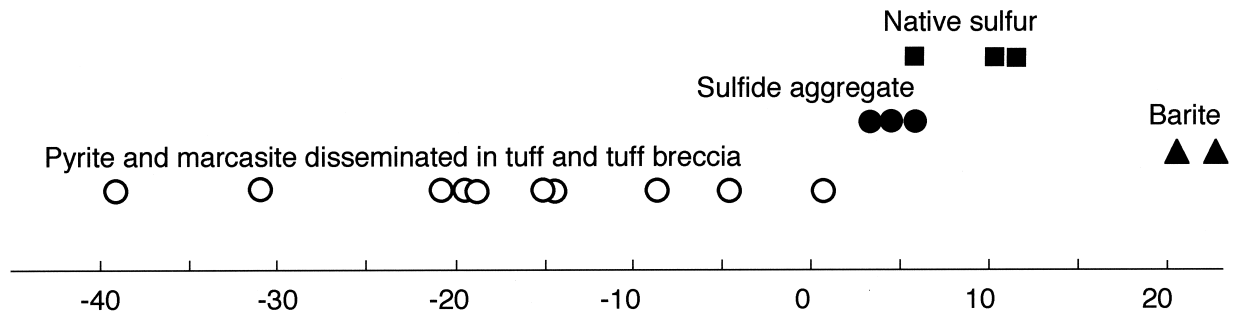 Native sulfur
Sulfide aggregate
Barite
Pyrite and marcasite disseminated in tuff and tuff breccia
-40 -30 -20 -10 0 10 20